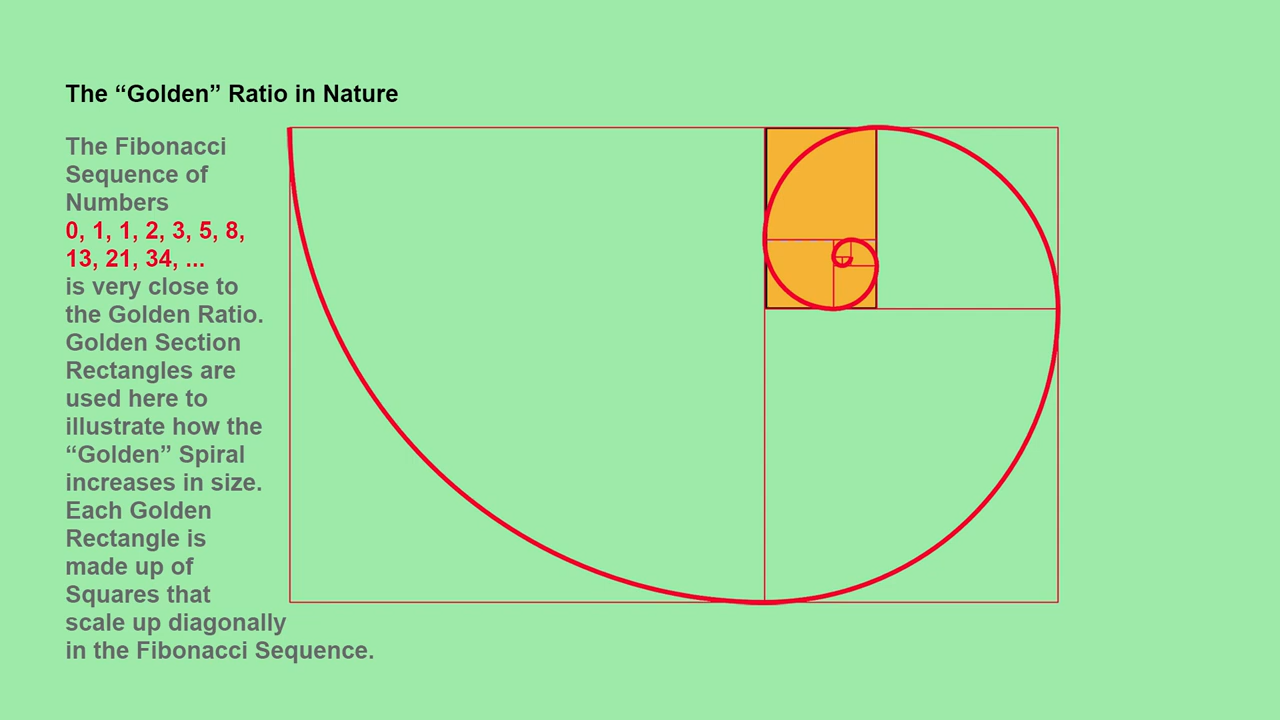 The “Golden” Ratio in Nature
The Fibonacci
Sequence of
Numbers
0, 1, 1, 2, 3, 5, 8,
13, 21, 34, ...
is very close to
the Golden Ratio.
Golden Section
Rectangles are
used here to
illustrate how the
“Golden” Spiral
increases in size.
Each Golden
Rectangle is
made up of
Squares that
scale up diagonally
in the Fibonacci Sequence.